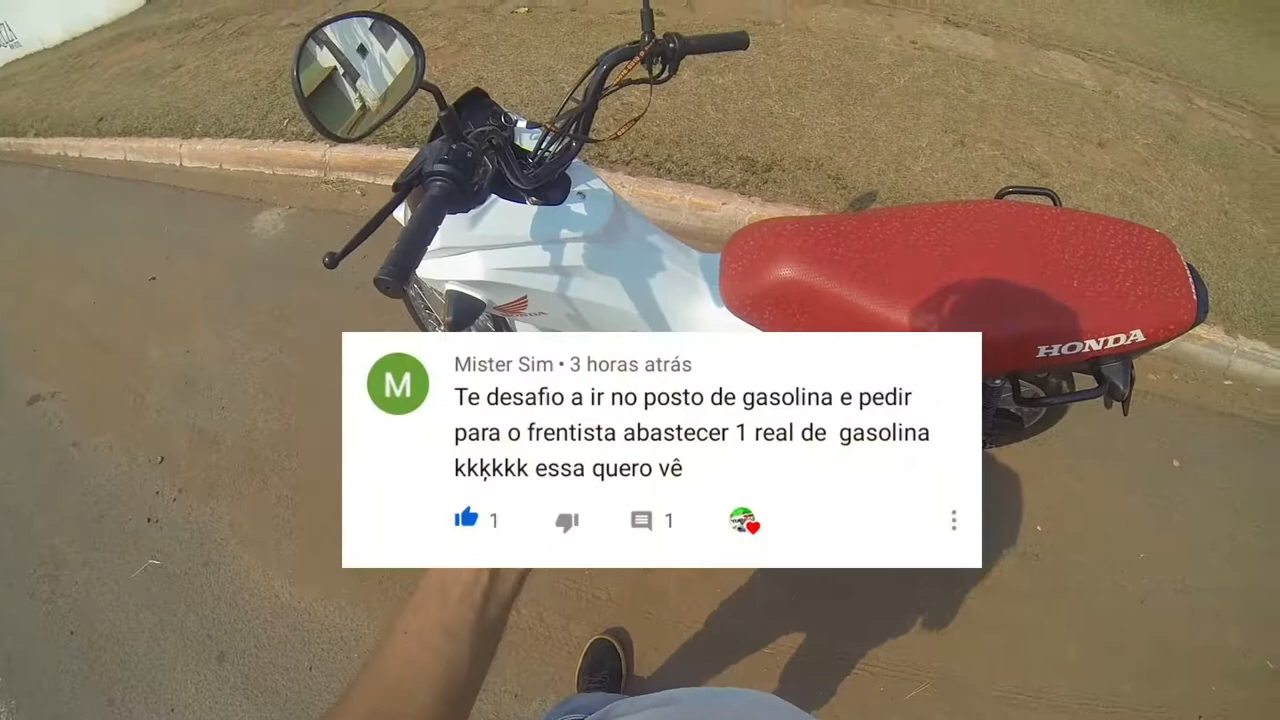 HONDA
HONDA
M
Mister Sim • 3 horas atrás
Te desafio a ir no posto de gasolina e pedir
para o frentista abastecer 1 real de gasolina
kkķkkk essa quero vê
1
1